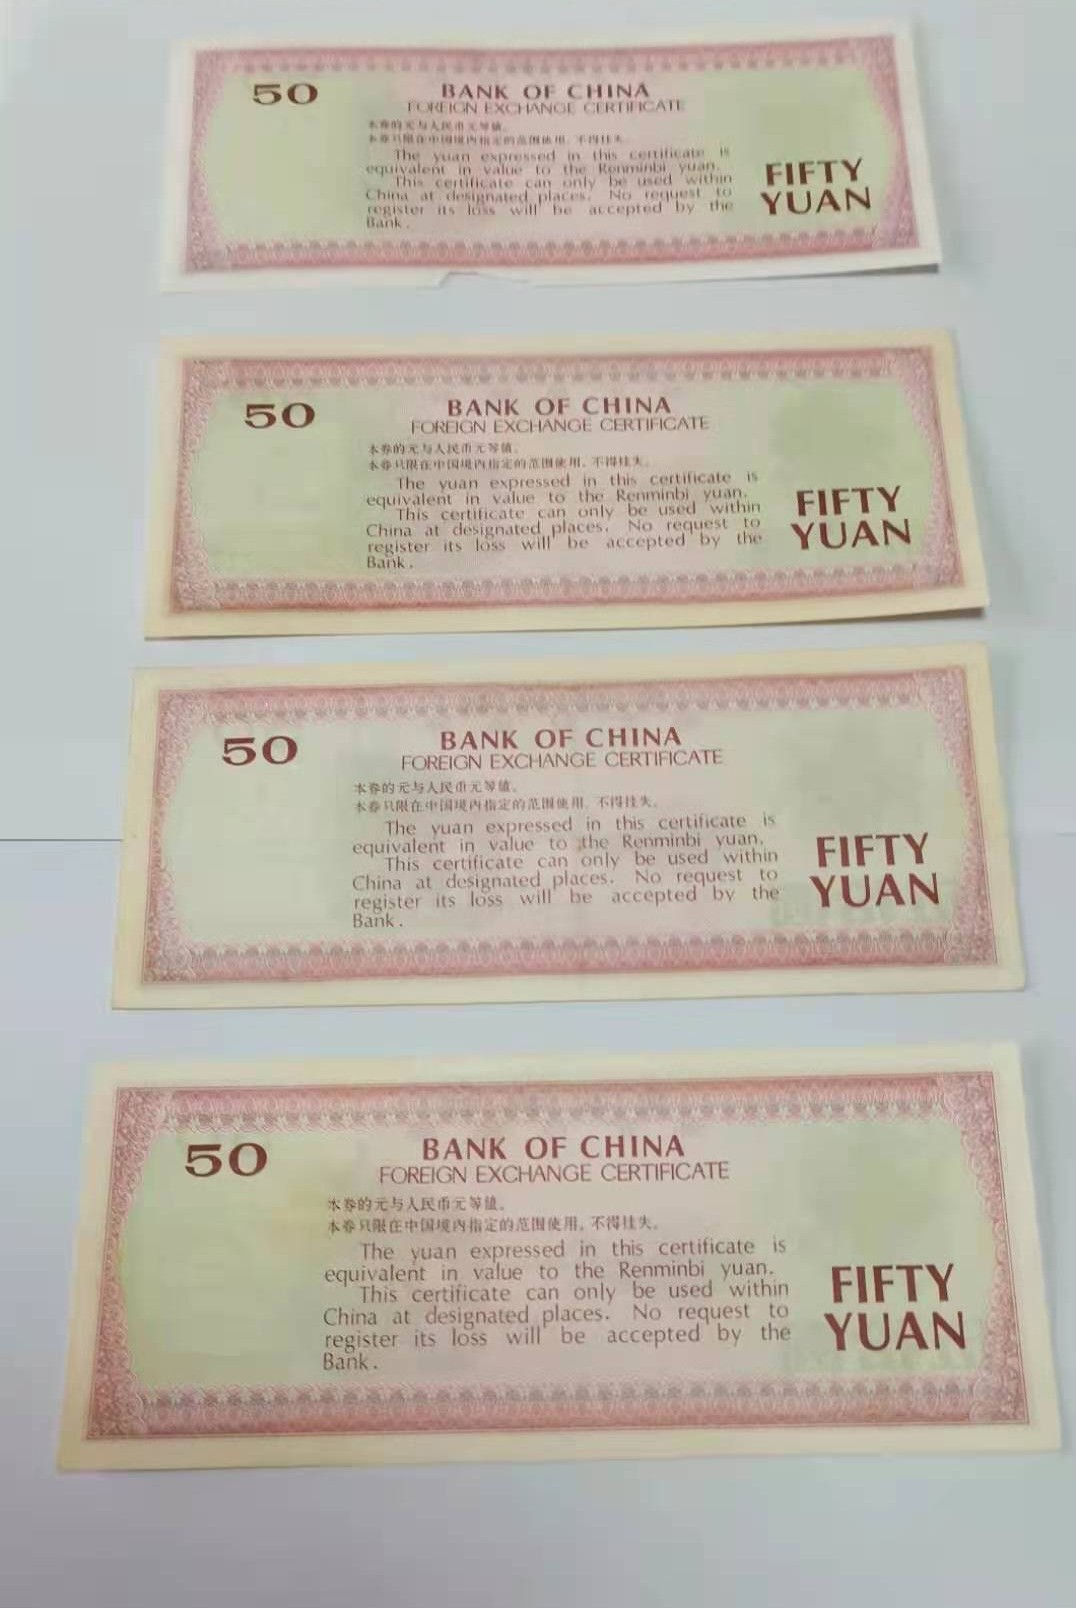 50
BANK OF CHINA
FOREIGN EXCHANGE CERTIFICATE
本券的元与人民币元等值。
本券只限在中国境内指定的范围使用，不得挂失。
The yuan expressed in this certificate is
equivalent in value to the Renminbi yuan.
This certificate can only be used within
China at designated places. No request to
register its loss will be accepted by the
Bank.
FIFTY
YUAN
50
BANK OF CHINA
FOREIGN EXCHANGE CERTIFICATE
本券的元与人民币元等值。
本券只限在中国境内指定的范围使用，不得挂失。
The yuan expressed in this certificate is
equivalent in value to the Renminbi yuan.
This certificate can only be used within
China at designated places. No request to
register its loss will be accepted by the
Bank.
FIFTY
YUAN
50
BANK OF CHINA
FOREIGN EXCHANGE CERTIFICATE
本券的元与人民币元等值。
本券只限在中国境内指定的范围使用，不得挂失。
The yuan expressed in this certificate is
equivalent in value to the Renminbi yuan.
This certificate can only be used within
China at designated places. No request to
register its loss will be accepted by the
Bank.
FIFTY
YUAN
50
BANK OF CHINA
FOREIGN EXCHANGE CERTIFICATE
本券的元与人民币元等值。
本券只限在中国境内指定的范围使用，不得挂失。
The yuan expressed in this certificate is
equivalent in value to the Renminbi yuan.
This certificate can only be used within
China at designated places. No request to
register its loss will be accepted by the
Bank.
FIFTY
YUAN